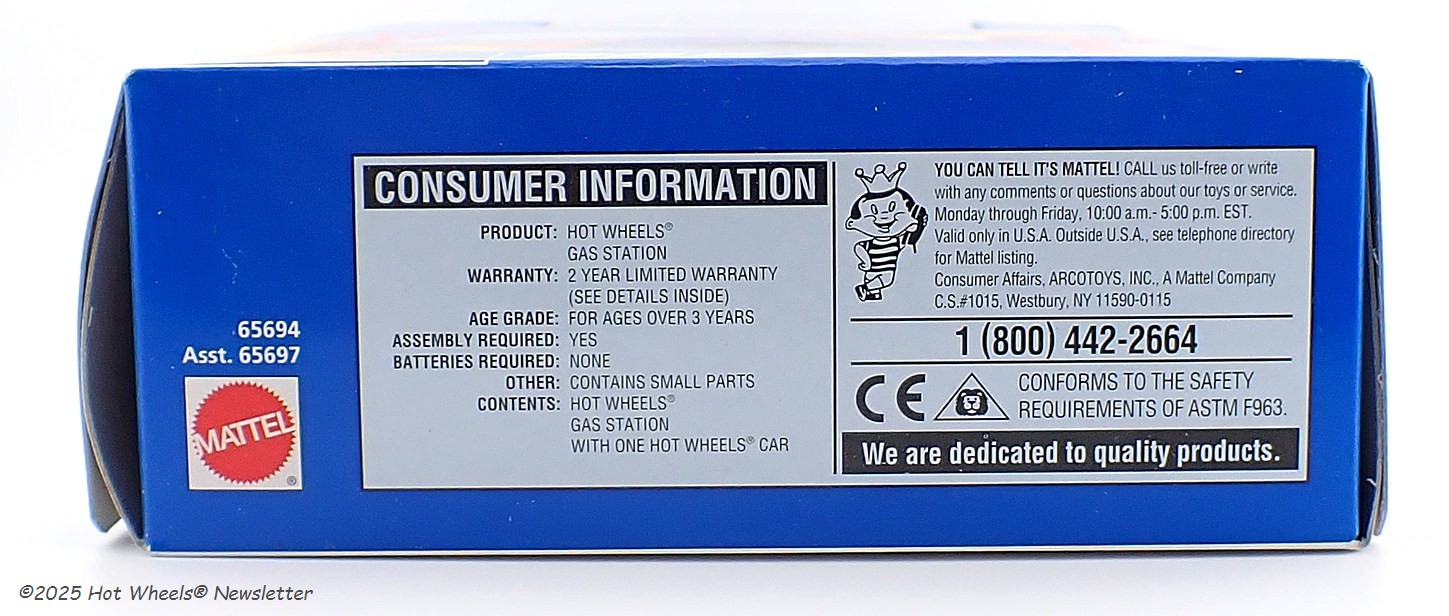 65694
Asst. 65697
MATTEL
®
CONSUMER INFORMATION
PRODUCT: HOT WHEELS®
GAS STATION
WARRANTY: 2 YEAR LIMITED WARRANTY
(SEE DETAILS INSIDE)
AGE GRADE: FOR AGES OVER 3 YEARS
ASSEMBLY REQUIRED: YES
BATTERIES REQUIRED: NONE
OTHER: CONTAINS SMALL PARTS
CONTENTS: HOT WHEELS®
GAS STATION
WITH ONE HOT WHEELS® CAR
YOU CAN TELL IT'S MATTEL! CALL us toll-free or write
with any comments or questions about our toys or service.
Monday through Friday, 10:00 a.m.- 5:00 p.m. EST.
Valid only in U.S.A. Outside U.S.A., see telephone directory
for Mattel listing.
Consumer Affairs, ARCOTOYS, INC., A Mattel Company
C.S.#1015, Westbury, NY 11590-0115
1 (800) 442-2664
CE
CONFORMS TO THE SAFETY
REQUIREMENTS OF ASTM F963.
We are dedicated to quality products.
©2025 Hot Wheels® Newsletter